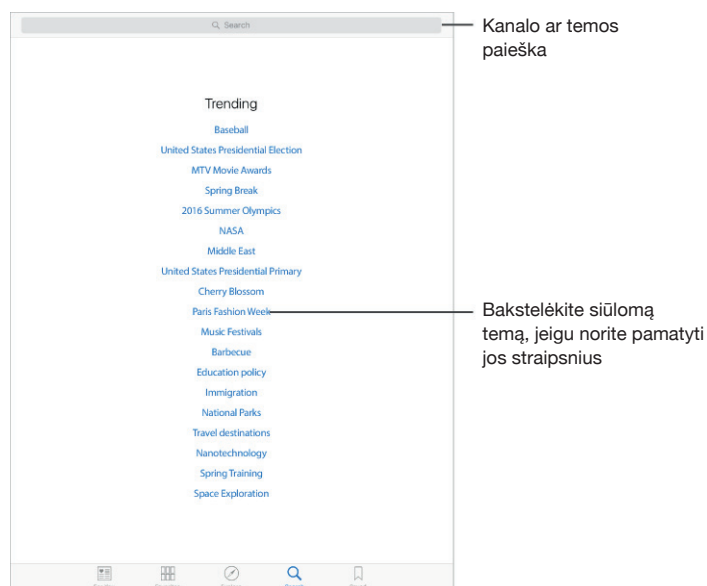 Search
Kanalo ar temos
paieška
Trending
Baseball
United States Presidential Election
MTV Movie Awards
Spring Break
2016 Summer Olympics
NASA
Middle East
United States Presidential Primary
Cherry Blossom
Paris Fashion Week
Bakstelėkite siūlomą
temą, jeigu norite pamatyti
jos straipsnius
Music Festivals
Barbecue
Education policy
Immigration
National Parks
Travel destinations
Nanotechnology
Spring Training
Space Exploration